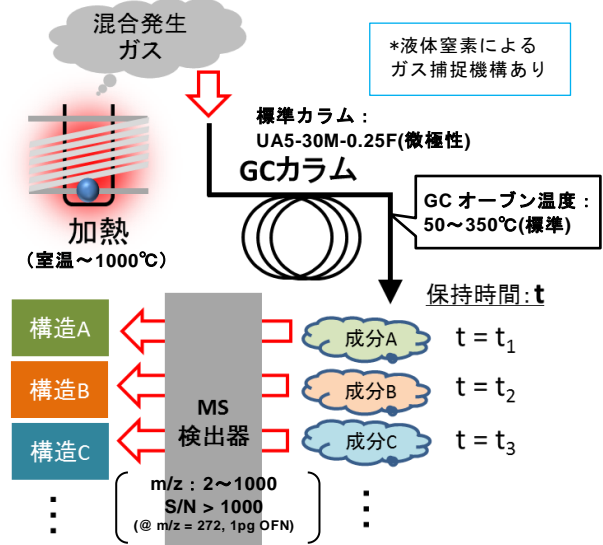 混合発生
ガス
*液体窒素による
ガス捕捉機構あり
標準カラム：
UA5-30M-0.25F(微極性)
GCカラム
GC オーブン温度：
50～350℃(標準)
加熱
(室温～1000℃)
保持時間:t
構造A
成分A
t = t1
構造B
成分B
t = t2
MS
検出器
構造C
成分C
t = t3
m/z：2～1000
S/N > 1000
(@ m/z = 272, 1pg OFN)